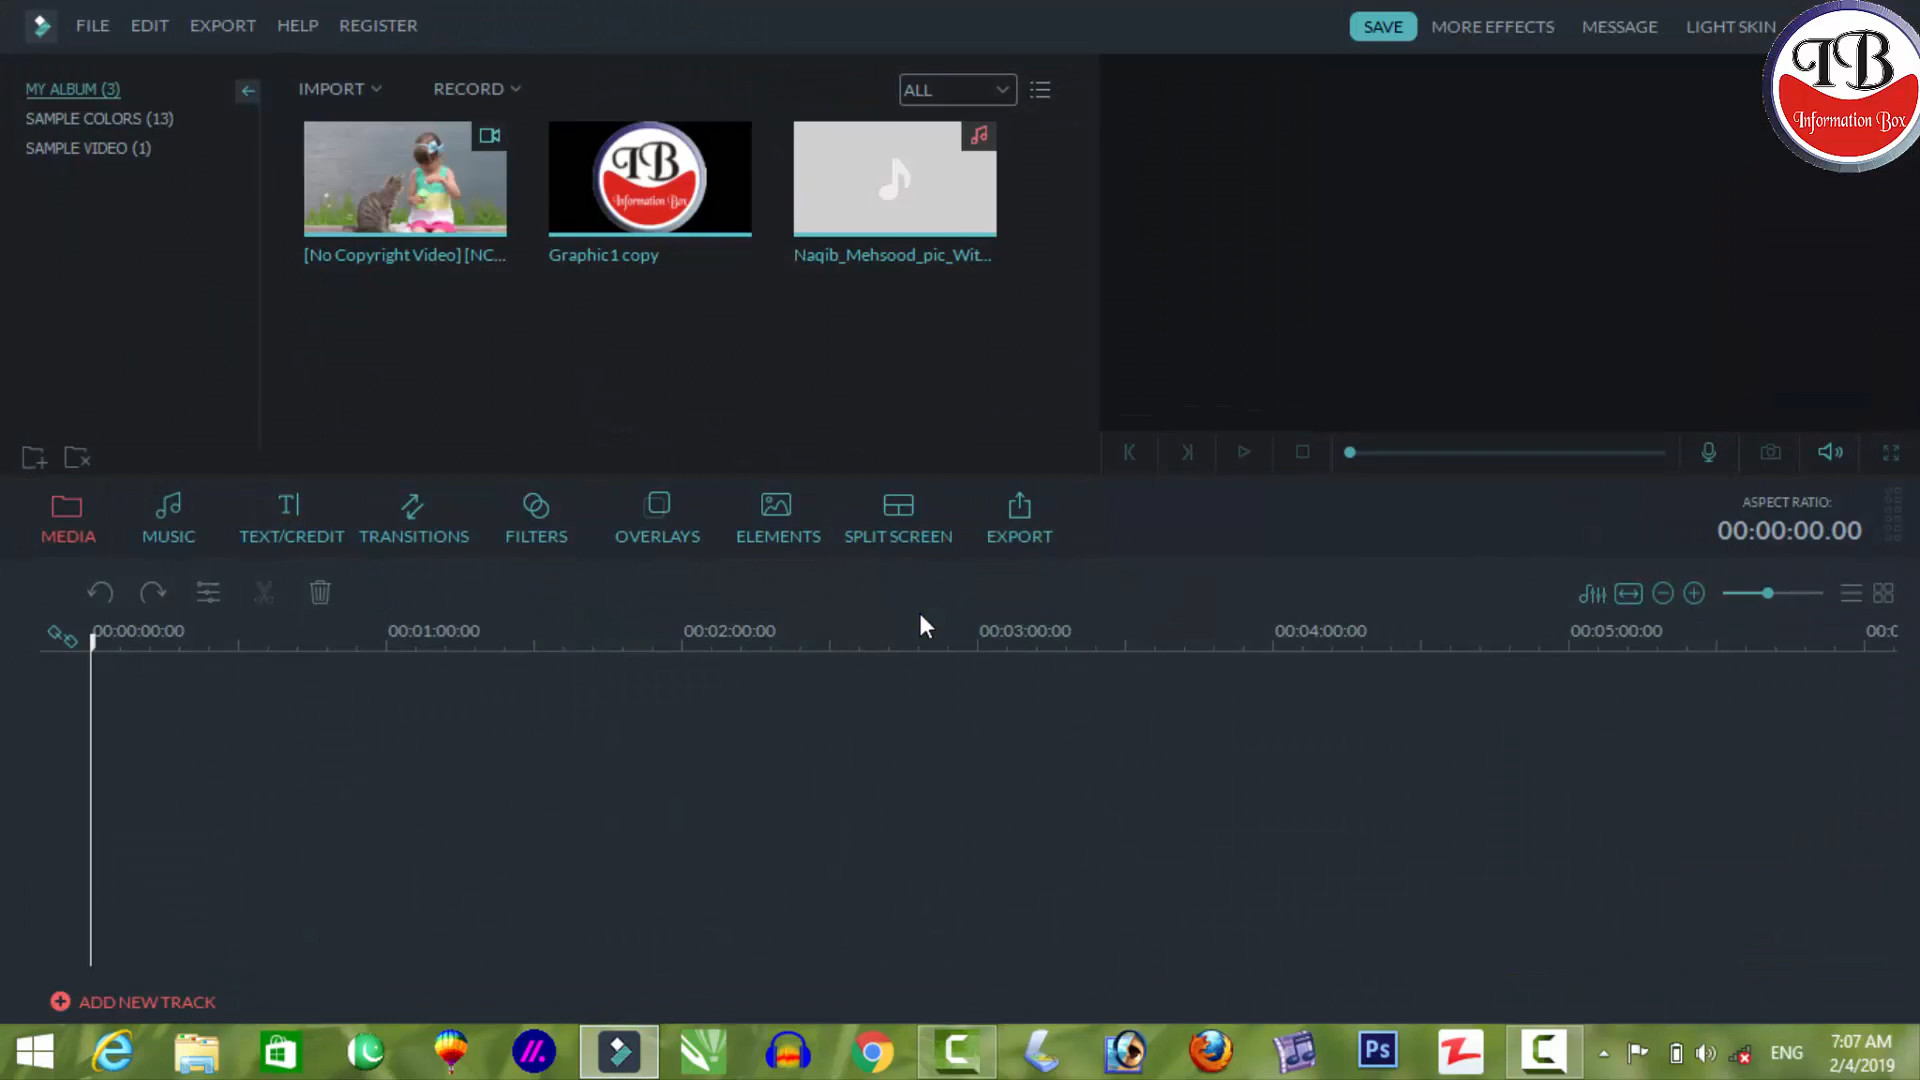 FILE EDIT EXPORT HELP REGISTER
SAVE MORE EFFECTS MESSAGE LIGHT SKIN
TB
Information Box
MY ALBUM (3)
SAMPLE COLORS (13)
SAMPLE VIDEO (1)
IMPORT RECORD ALL
TB
Information Box
[No Copyright Video] [NC... Graphic1 copy Naqib_Mehsood_pic_Wit...
MEDIA MUSIC TEXT/CREDIT TRANSITIONS FILTERS OVERLAYS ELEMENTS SPLIT SCREEN EXPORT
ASPECT RATIO:
00:00:00.00
00:00:00:00 00:01:00:00 00:02:00:00 00:03:00:00 00:04:00:00 00:05:00:00
ADD NEW TRACK
Ps
ENG
7:07 AM
2/4/2019